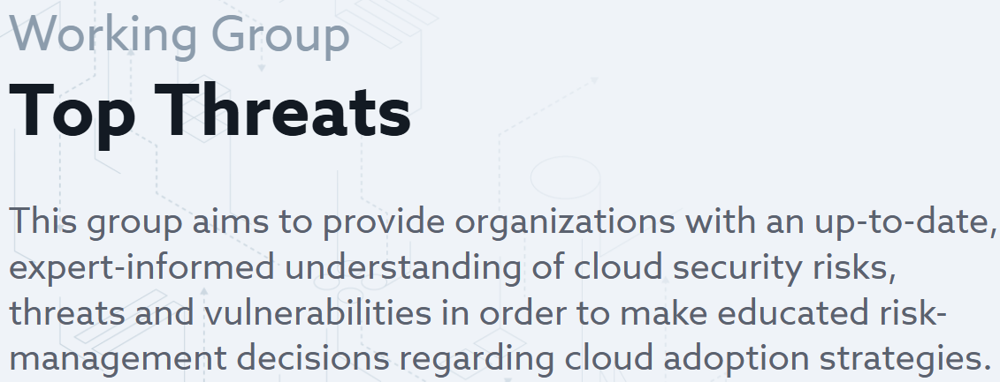 Working Group
Top Threats
This group aims to provide organizations with an up-to-date,
expert-informed understanding of cloud security risks,
threats and vulnerabilities in order to make educated risk-
management decisions regarding cloud adoption strategies.